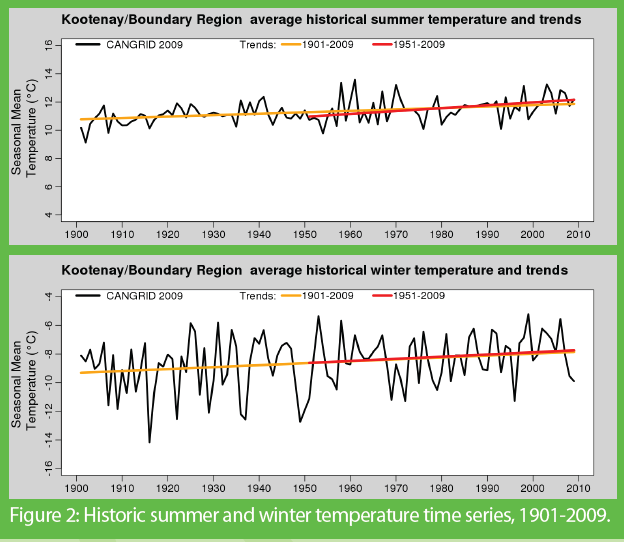 Kootenay/Boundary Region average historical summer temperature and trends
CANGRID 2009 Trends: 1901-2009 1951-2009
Seasonal Mean
Temperature (°C)
16
14
12
10
8
6
4
1900 1910 1920 1930 1940 1950 1960 1970 1980 1990 2000 2010
Kootenay/Boundary Region average historical winter temperature and trends
CANGRID 2009 Trends: 1901-2009 1951-2009
Seasonal Mean
Temperature (°C)
-4
-6
-8
-10
-12
-14
-16
1900 1910 1920 1930 1940 1950 1960 1970 1980 1990 2000 2010
Figure 2: Historic summer and winter temperature time series, 1901-2009.